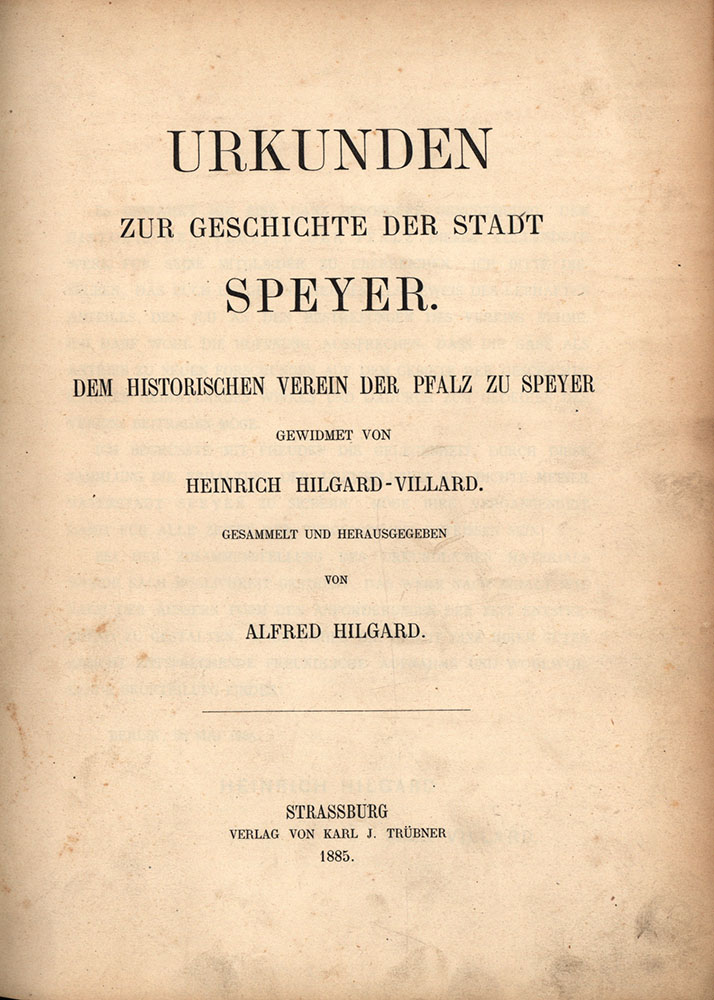 URKUNDEN
ZUR GESCHICHTE DER STADT
SPEYER.
DEM HISTORISCHEN VEREIN DER PFALZ ZU SPEYER
GEWIDMET VON
HEINRICH HILGARD-VILLARD.
GESAMMELT UND HERAUSGEGEBEN
VON
ALFRED HILGARD.
STRASSBURG
VERLAG VON KARL J. TRÜBNER
1885.